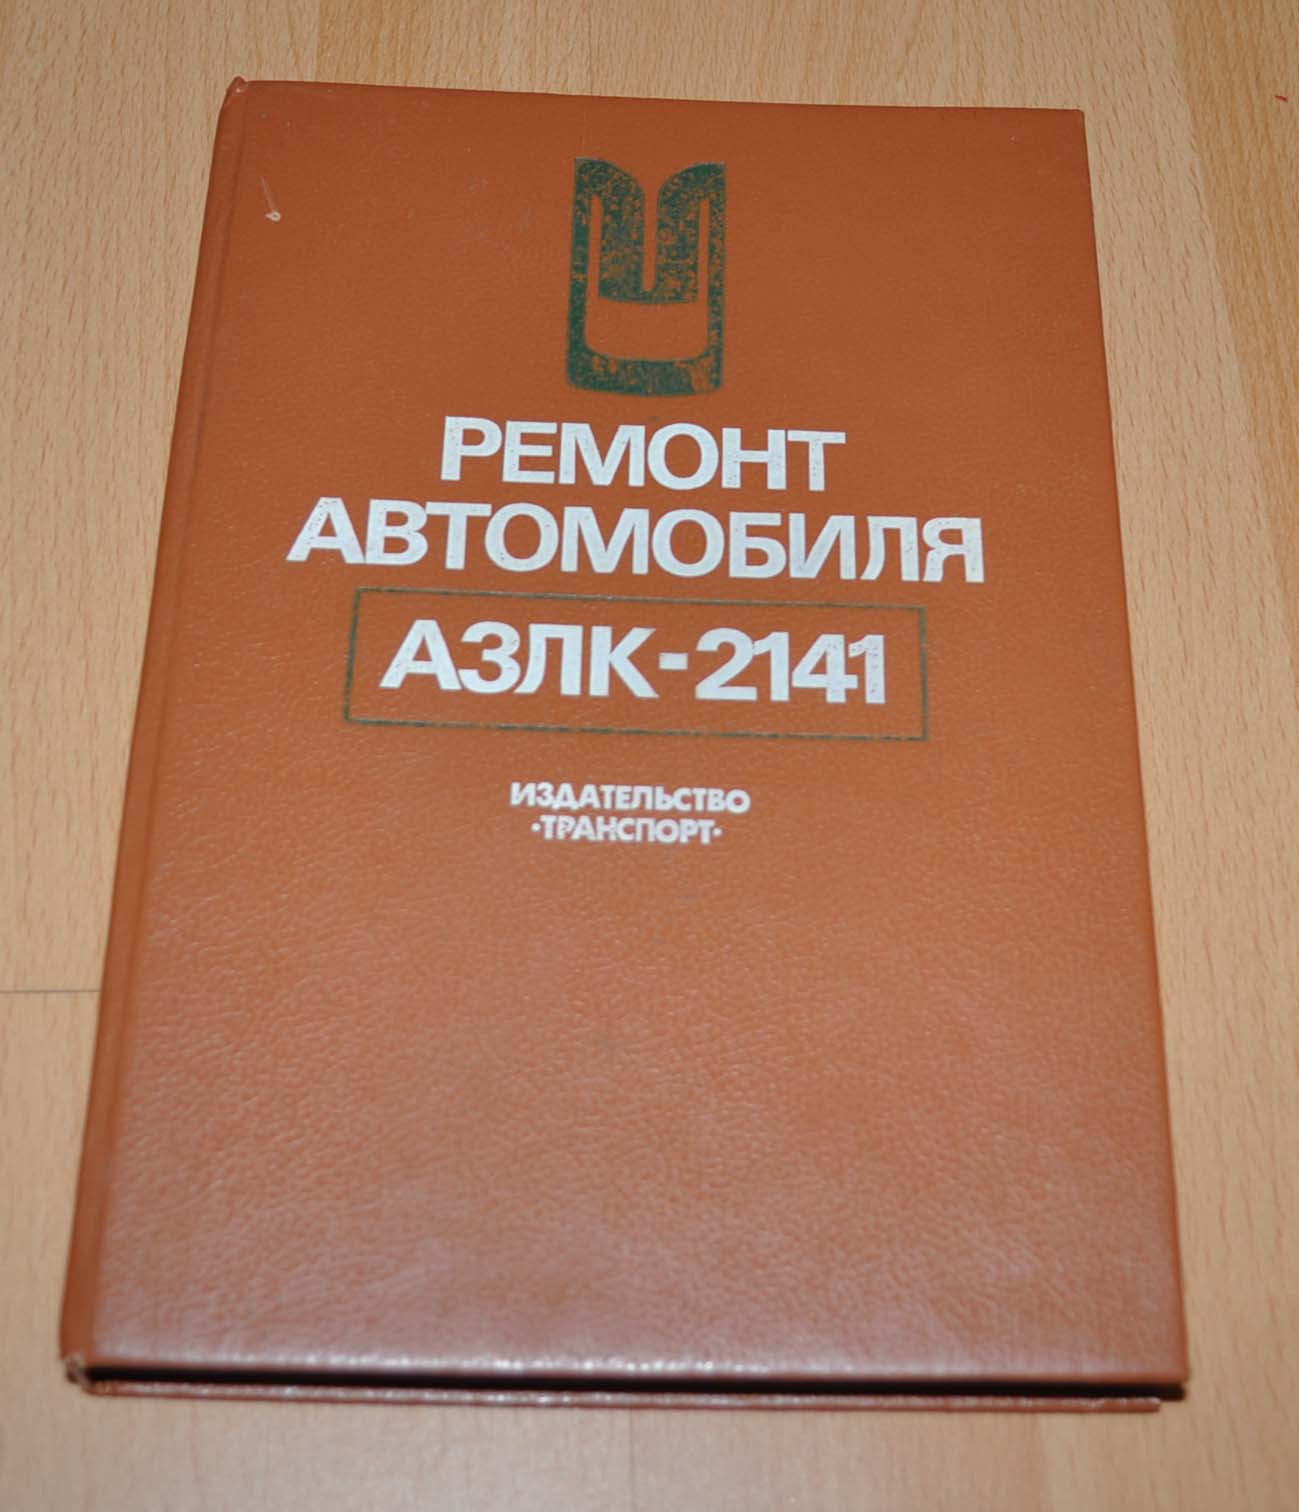 РЕМОНТ
АВТОМОБИЛЯ
АЗЛК-2141
ИЗДАТЕЛЬСТВО
·ТРАНСПОРТ·